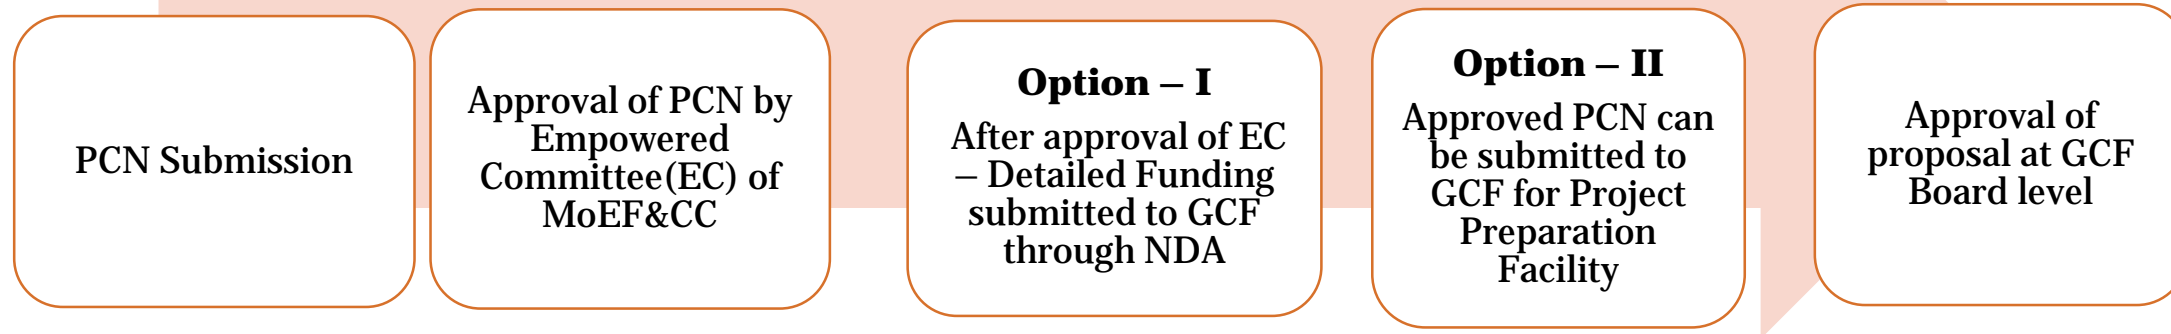 PCN Submission
Approval of PCN by
Empowered
Committee(EC) of
MoEF&CC
Option – I
After approval of EC
– Detailed Funding
submitted to GCF
through NDA
Option – II
Approved PCN can
be submitted to
GCF for Project
Preparation
Facility
Approval of
proposal at GCF
Board level